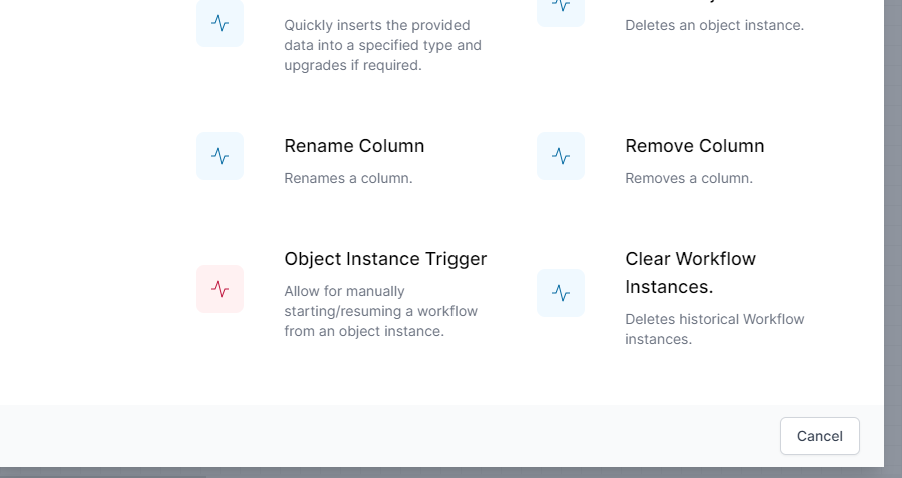 Quickly inserts the provided
data into a specified type and
upgrades if required.
Deletes an object instance.
Rename Column
Renames a column.
Remove Column
Removes a column.
Object Instance Trigger
Allow for manually
starting/resuming a workflow
from an object instance.
Clear Workflow
Instances.
Deletes historical Workflow
instances.
Cancel